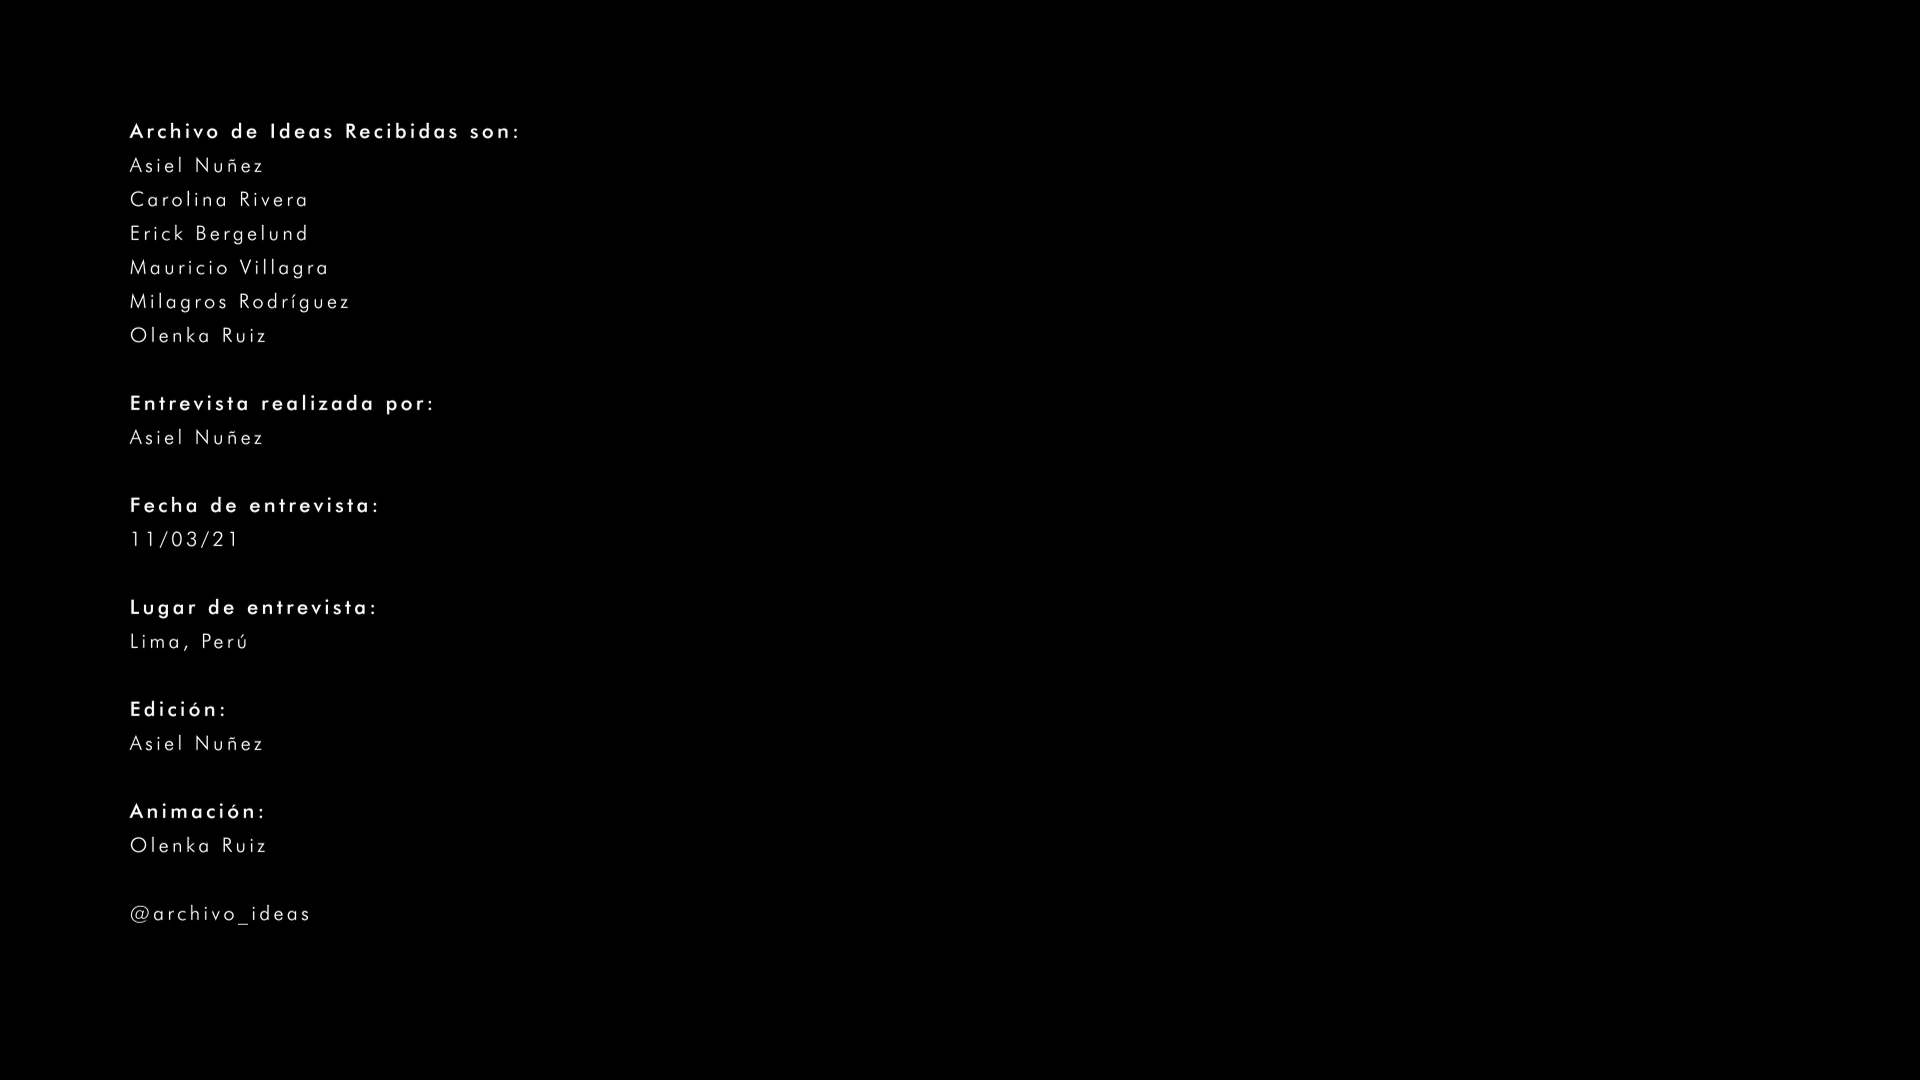 Archivo de Ideas Recibidas son:
Asiel Nuñez
Carolina Rivera
Erick Bergelund
Mauricio Villagra
Milagros Rodríguez
Olenka Ruiz
Entrevista realizada por:
Asiel Nuñez
Fecha de entrevista:
11/03/21
Lugar de entrevista:
Lima, Perú
Edición:
Asiel Nuñez
Animación:
Olenka Ruiz
@archivo_ideas